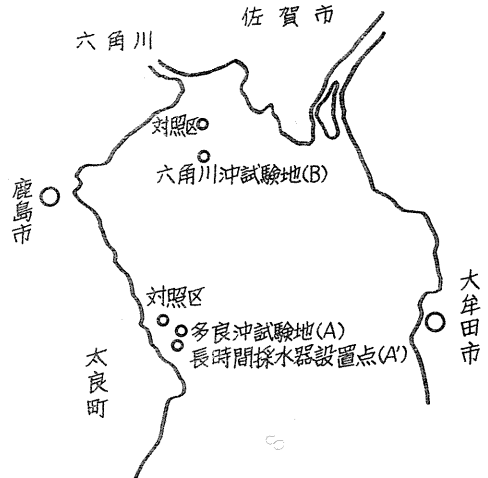 六角川
佐賀市
対照区
六角川沖試験地(B)
鹿島市
対照区
多良沖試験地(A)
長時間採水器設置点(A')
大牟田市
太良町